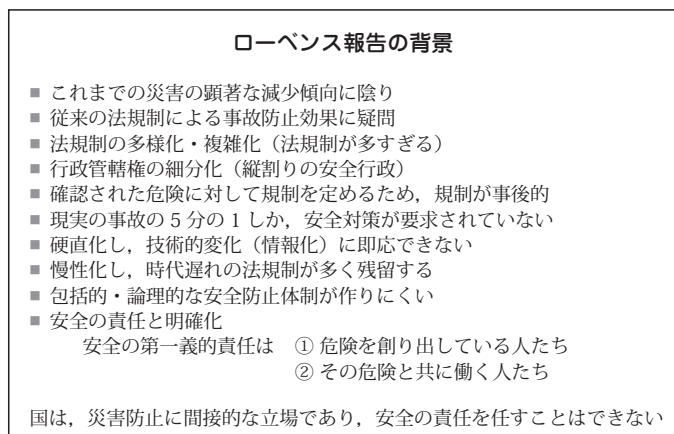 ローベンス報告の背景
■ これまでの災害の顕著な減少傾向に陰り
■ 従来の法規制による事故防止効果に疑問
■ 法規制の多様化・複雑化（法規制が多すぎる）
■ 行政管轄権の細分化（縦割りの安全行政）
■ 確認された危険に対して規制を定めるため，規制が事後的
■ 現実の事故の 5 分の 1 しか，安全対策が要求されていない
■ 硬直化し，技術的変化（情報化）に即応できない
■ 慢性化し，時代遅れの法規制が多く残留する
■ 包括的・論理的な安全防止体制が作りにくい
■ 安全の責任と明確化
安全の第一義的責任は ① 危険を創り出している人たち
② その危険と共に働く人たち
国は，災害防止に間接的な立場であり，安全の責任を任すことはできない